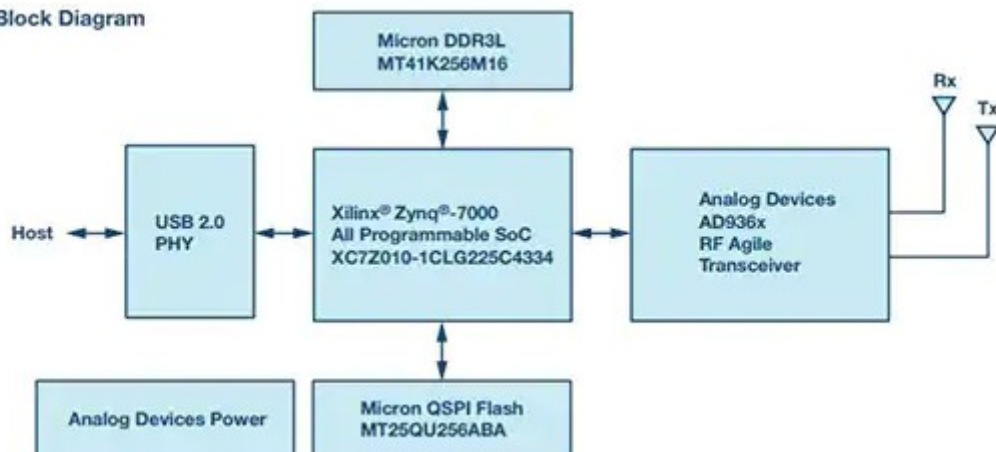 Block Diagram
Micron DDR3L
MT41K256M16
Rx
Tx
Host
USB 2.0
PHY
Xilinx® Zynq®-7000
All Programmable SoC
XC7Z010-1CLG225C4334
Analog Devices
AD936x
RF Agile
Transceiver
Analog Devices Power
Micron QSPI Flash
MT25QU256ABA